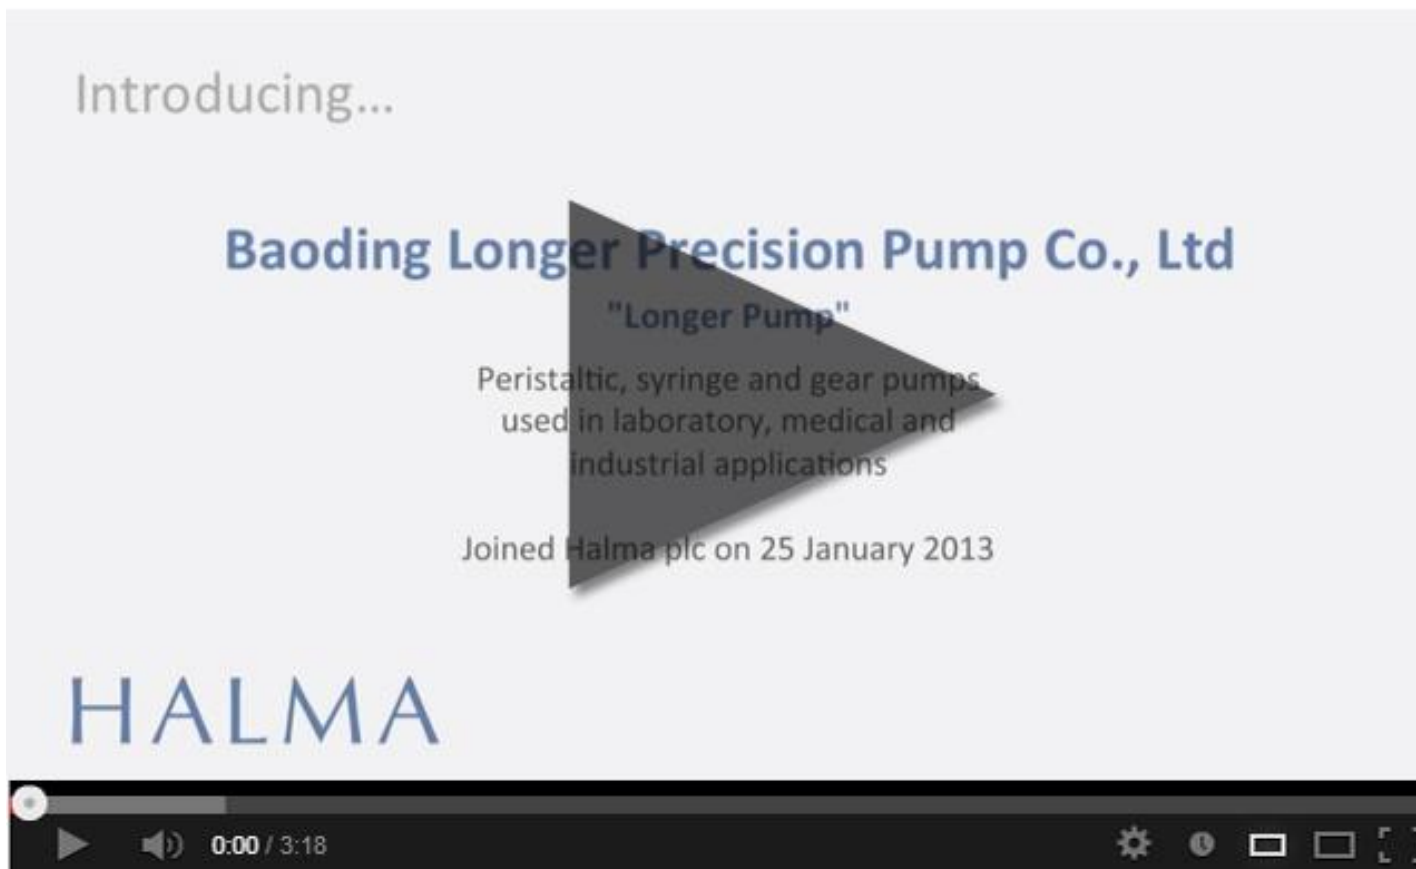 Introducing...
Baoding Longer Precision Pump Co., Ltd
"Longer Pump"
Peristaltic, syringe and gear pumps
used in laboratory, medical and
industrial applications
Joined Halma plc on 25 January 2013
HALMA
0:00 / 3:18